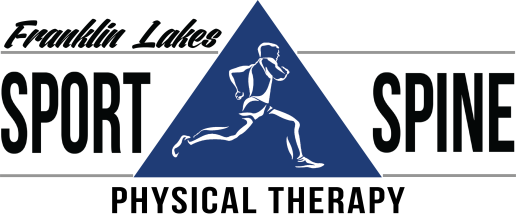 Franklin Lakes
SPORT SPINE
PHYSICAL THERAPY